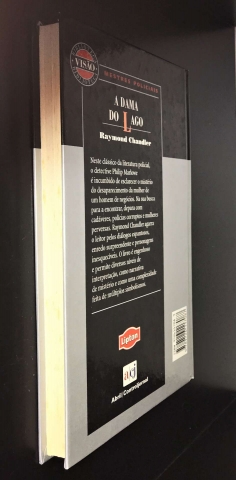 VISÃO
MESTRES POLICIAIS
A DAMA
DO LAGO
Raymond Chandler
Neste clássico da literatura policial,
o detective Philip Marlowe
é incumbido de esclarecer o mistério
do desaparecimento da mulher de
um homem de negócios. Na sua busca
para a encontrar, depara com
cadáveres, polícias corruptos e mulheres
perversas. Raymond Chandler agarra
o leitor pelos diálogos espantosos,
enredo surpreendente e personagens
inesquecíveis. O livro é engenhoso
e permite diversos níveis de
interpretação, como narrativa
de mistério e como uma complexidade
feita de múltiplos simbolismos.
Lipton
acj
Abril/Controljornal